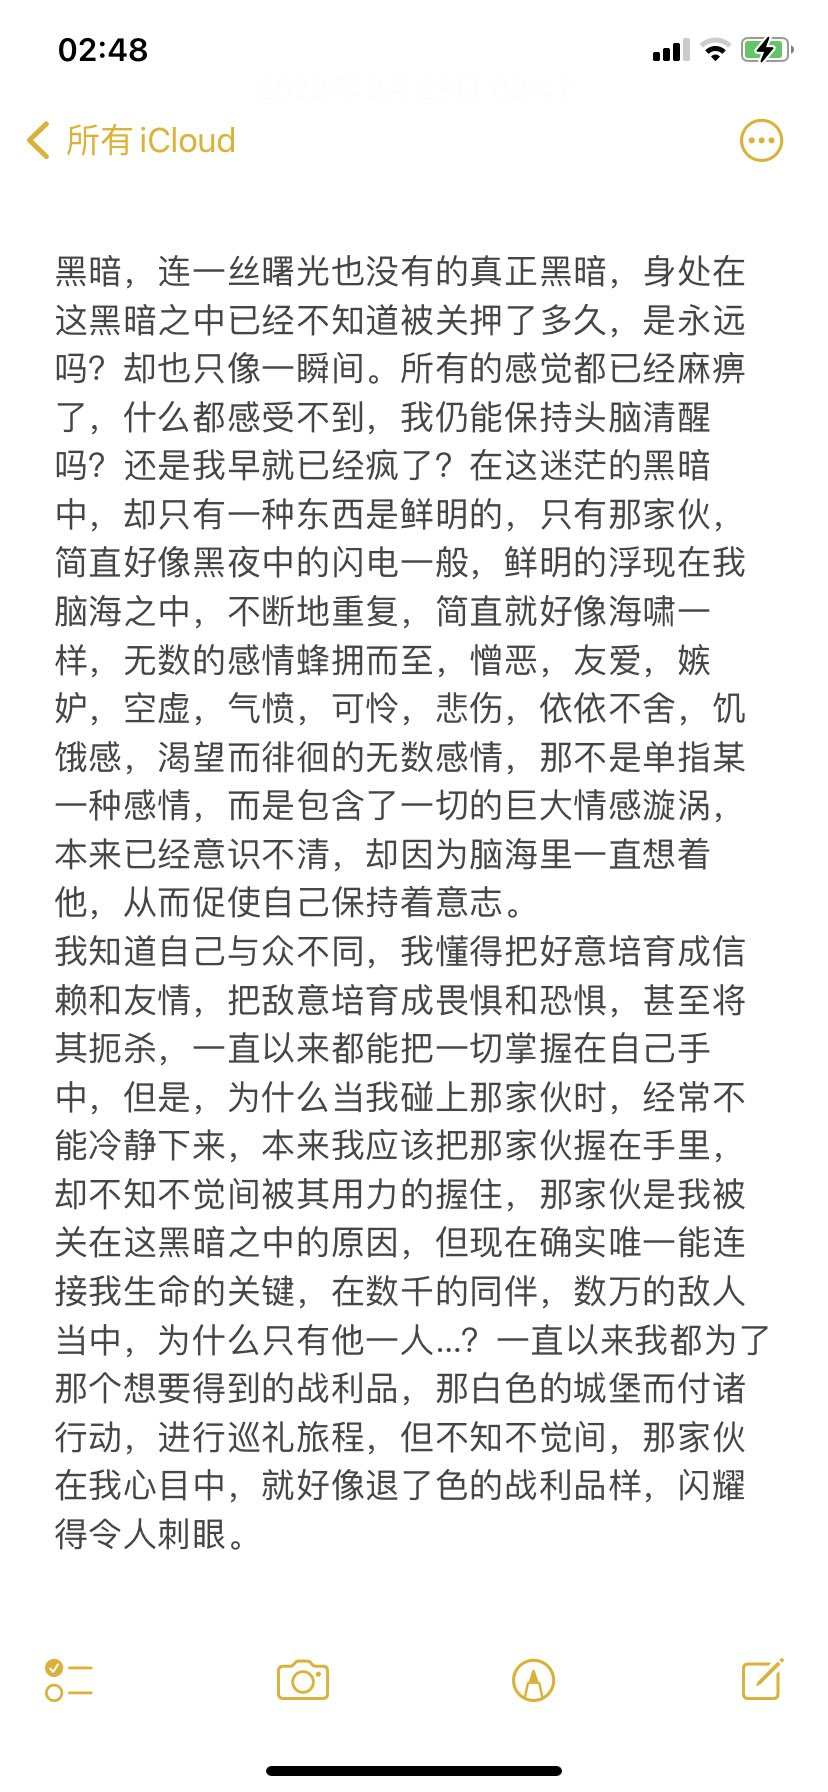 02:48
2022年2月23日 02:47
所有 iCloud
黑暗，连一丝曙光也没有的真正黑暗，身处在
这黑暗之中已经不知道被关押了多久，是永远
吗？却也只像一瞬间。所有的感觉都已经麻痹
了，什么都感受不到，我仍能保持头脑清醒
吗？还是我早就已经疯了？在这迷茫的黑暗
中，却只有一种东西是鲜明的，只有那家伙，
简直好像黑夜中的闪电一般，鲜明的浮现在我
脑海之中，不断地重复，简直就好像海啸一
样，无数的感情蜂拥而至，憎恶，友爱，嫉
妒，空虚，气愤，可怜，悲伤，依依不舍，饥
饿感，渴望而徘徊的无数感情，那不是单指某
一种感情，而是包含了一切的巨大情感漩涡，
本来已经意识不清，却因为脑海里一直想着
他，从而促使自己保持着意志。
我知道自己与众不同，我懂得把好意培育成信
赖和友情，把敌意培育成畏惧和恐惧，甚至将
其扼杀，一直以来都能把一切掌握在自己手
中，但是，为什么当我碰上那家伙时，经常不
能冷静下来，本来我应该把那家伙握在手里，
却不知不觉间被其用力的握住，那家伙是我被
关在这黑暗之中的原因，但现在确实唯一能连
接我生命的关键，在数千的同伴，数万的敌人
当中，为什么只有他一人...？一直以来我都为了
那个想要得到的战利品，那白色的城堡而付诸
行动，进行巡礼旅程，但不知不觉间，那家伙
在我心目中，就好像退了色的战利品样，闪耀
得令人刺眼。